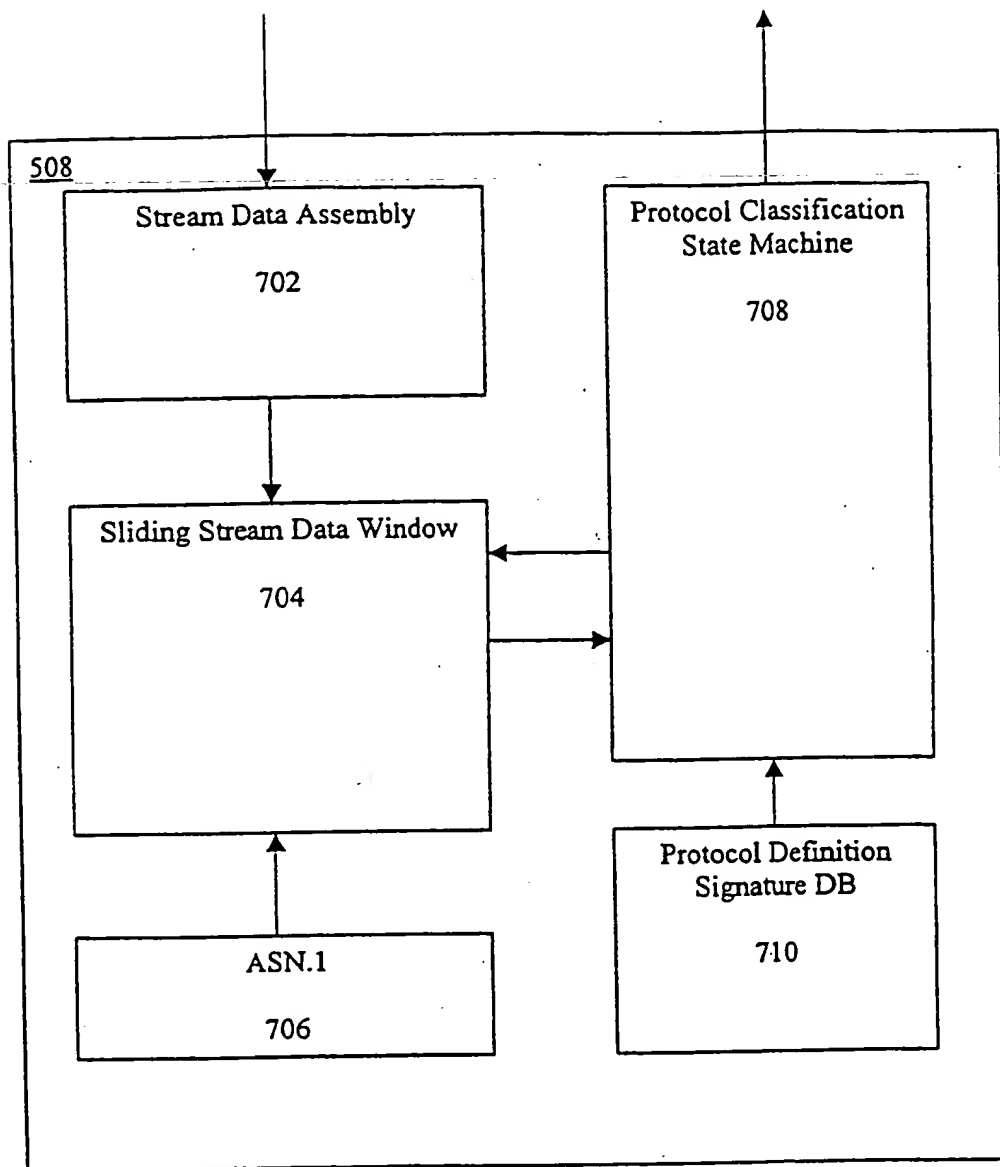 508
Stream Data Assembly
702
Protocol Classification
State Machine
708
Sliding Stream Data Window
704
Protocol Definition
Signature DB
710
ASN.1
706